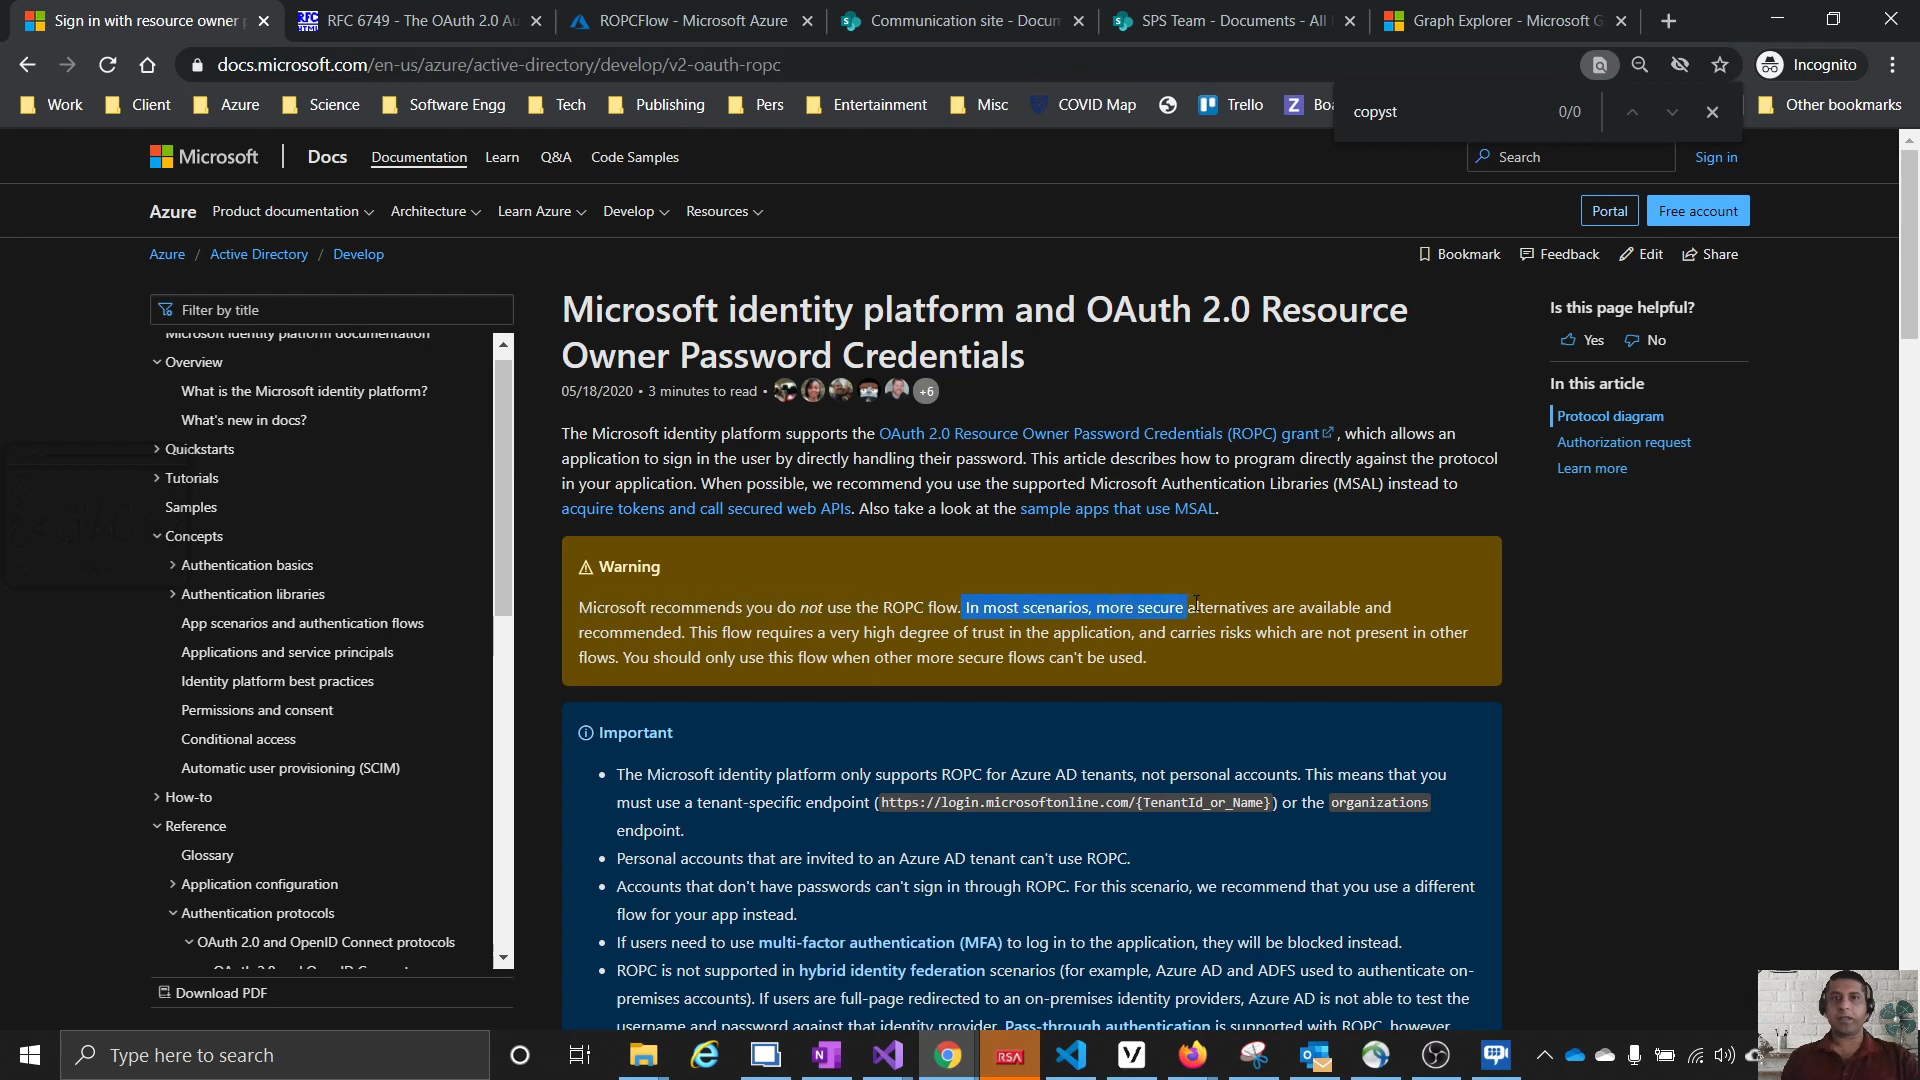 Sign in with resource owner p
RFC 6749 - The OAuth 2.0 Au
ROPCFlow - Microsoft Azure
Communication site - Docum
SPS Team - Documents - All
Graph Explorer - Microsoft G
docs.microsoft.com/en-us/azure/active-directory/develop/v2-oauth-ropc
Incognito
Work
Client
Azure
Science
Software Engg
Tech
Publishing
Pers
Entertainment
Misc
COVID Map
Trello
Boa
Other bookmarks
copyst
0/0
Microsoft
Docs
Documentation
Learn
Q&A
Code Samples
Search
Sign in
Azure
Product documentation
Architecture
Learn Azure
Develop
Resources
Portal
Free account
Azure / Active Directory / Develop
Bookmark
Feedback
Edit
Share
Filter by title
Microsoft identity platform documentation
Overview
What is the Microsoft identity platform?
What's new in docs?
Quickstarts
Tutorials
Samples
Concepts
Authentication basics
Authentication libraries
App scenarios and authentication flows
Applications and service principals
Identity platform best practices
Permissions and consent
Conditional access
Automatic user provisioning (SCIM)
How-to
Reference
Glossary
Application configuration
Authentication protocols
OAuth 2.0 and OpenID Connect protocols
Download PDF
Microsoft identity platform and OAuth 2.0 Resource
Owner Password Credentials
05/18/2020 • 3 minutes to read •
+6
The Microsoft identity platform supports the OAuth 2.0 Resource Owner Password Credentials (ROPC) grant, which allows an
application to sign in the user by directly handling their password. This article describes how to program directly against the protocol
in your application. When possible, we recommend you use the supported Microsoft Authentication Libraries (MSAL) instead to
acquire tokens and call secured web APIs. Also take a look at the sample apps that use MSAL.
Warning
Microsoft recommends you do not use the ROPC flow. In most scenarios, more secure alternatives are available and
recommended. This flow requires a very high degree of trust in the application, and carries risks which are not present in other
flows. You should only use this flow when other more secure flows can't be used.
Important
• The Microsoft identity platform only supports ROPC for Azure AD tenants, not personal accounts. This means that you
must use a tenant-specific endpoint (https://login.microsoftonline.com/{TenantId_or_Name}) or the organizations
endpoint.
• Personal accounts that are invited to an Azure AD tenant can't use ROPC.
• Accounts that don't have passwords can't sign in through ROPC. For this scenario, we recommend that you use a different
flow for your app instead.
• If users need to use multi-factor authentication (MFA) to log in to the application, they will be blocked instead.
• ROPC is not supported in hybrid identity federation scenarios (for example, Azure AD and ADFS used to authenticate on-
premises accounts). If users are full-page redirected to an on-premises identity providers, Azure AD is not able to test the
username and password against that identity provider. Pass-through authentication is supported with ROPC, however
Is this page helpful?
Yes
No
In this article
Protocol diagram
Authorization request
Learn more
Type here to search
RSA